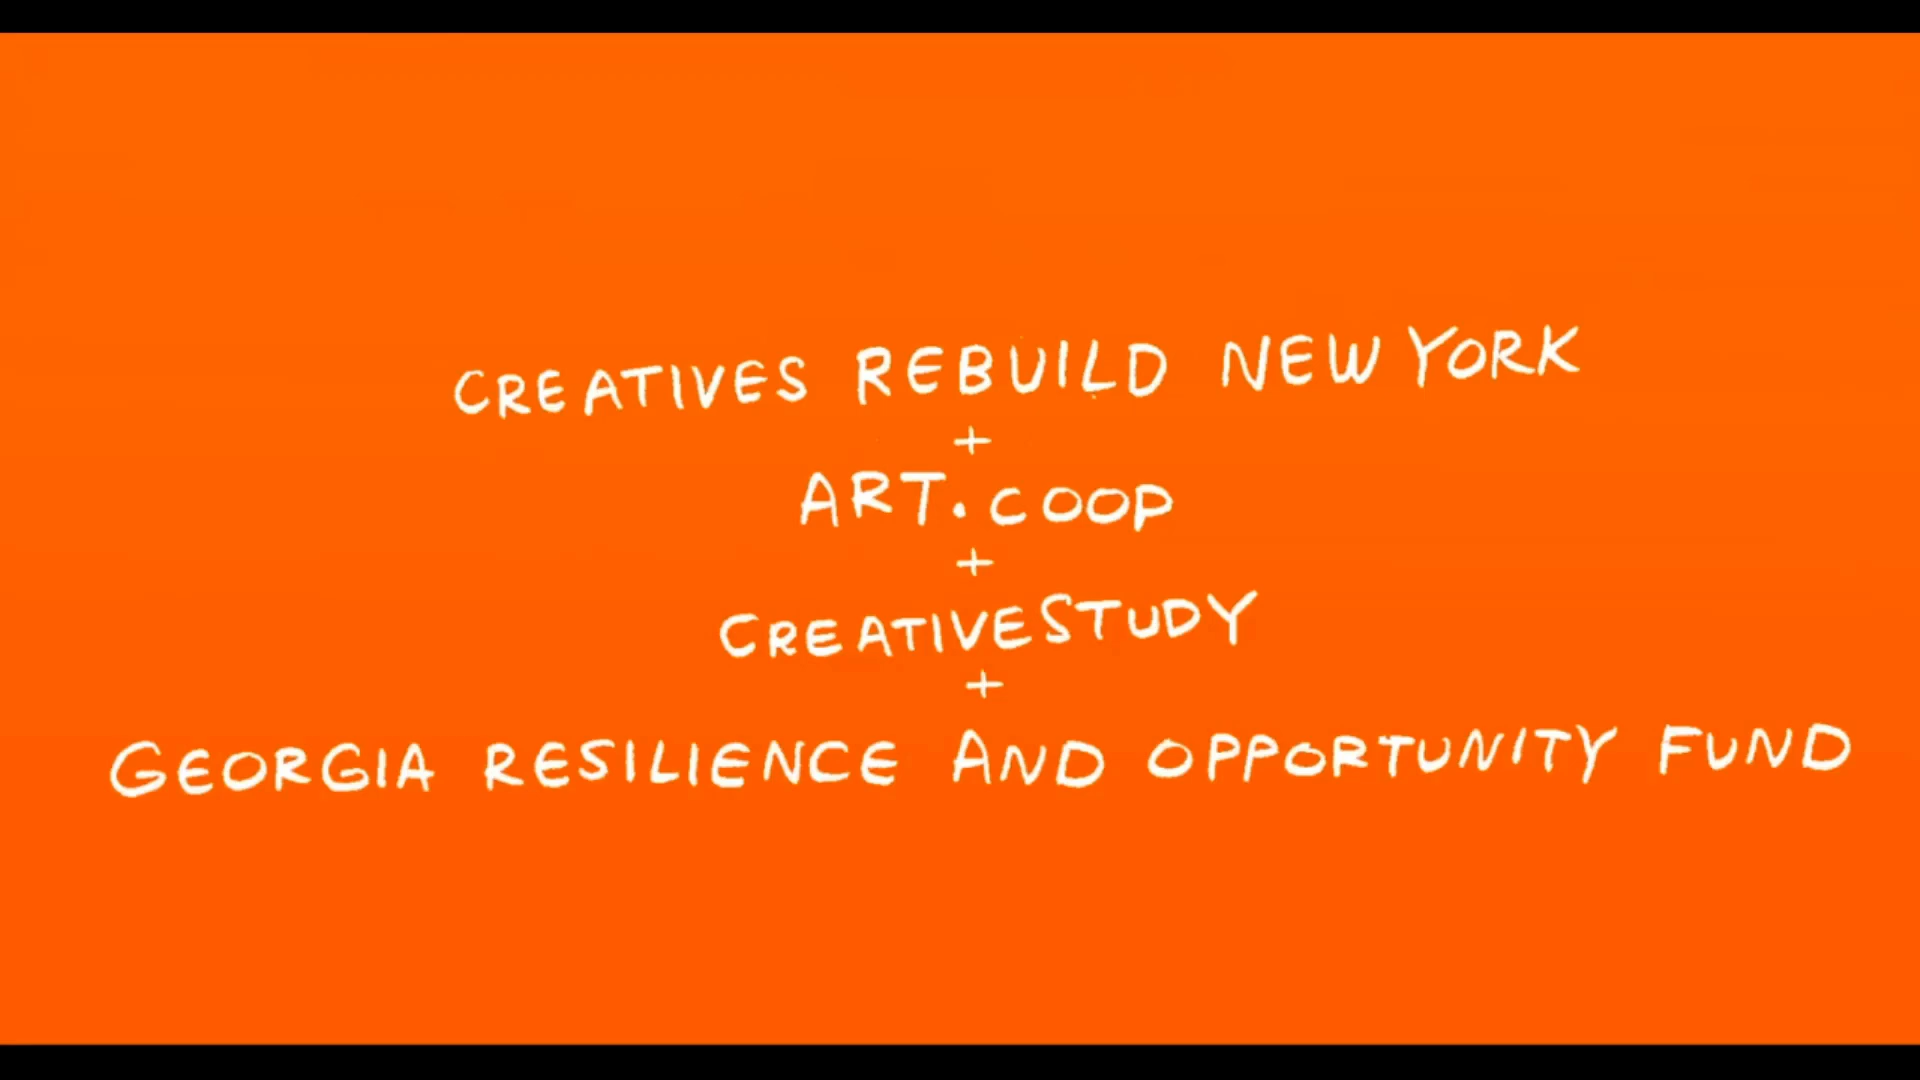 CREATIVES REBUILD NEW YORK
+
ART.COOP
+
CREATIVESTUDY
+
GEORGIA RESILIENCE AND OPPORTUNITY FUND